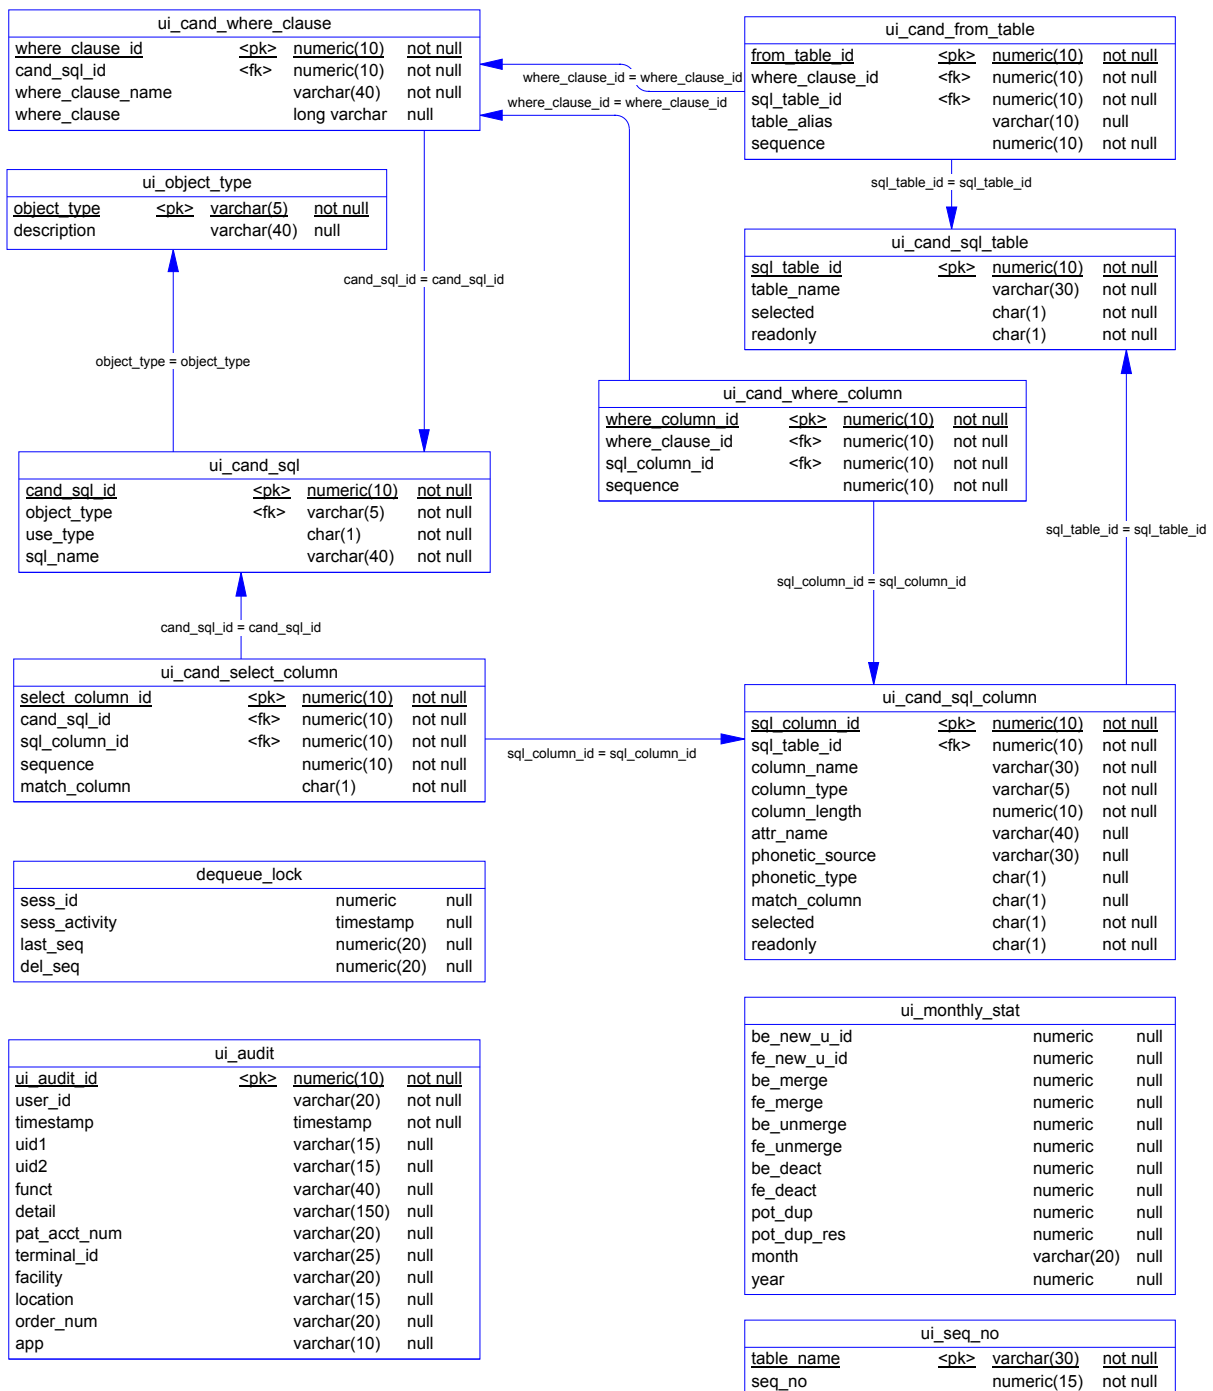 ui_cand_where_clause
where_clause_id <pk> numeric(10) not null
cand_sql_id <fk> numeric(10) not null
where_clause_name varchar(40) not null
where_clause long varchar null
ui_cand_from_table
from_table_id <pk> numeric(10) not null
where_clause_id <fk> numeric(10) not null
sql_table_id <fk> numeric(10) not null
table_alias varchar(10) null
sequence numeric(10) not null
where_clause_id = where_clause_id
where_clause_id = where_clause_id
ui_object_type
object_type <pk> varchar(5) not null
description varchar(40) null
sql_table_id = sql_table_id
ui_cand_sql_table
sql_table_id <pk> numeric(10) not null
table_name varchar(30) not null
selected char(1) not null
readonly char(1) not null
cand_sql_id = cand_sql_id
object_type = object_type
ui_cand_where_column
where_column_id <pk> numeric(10) not null
where_clause_id <fk> numeric(10) not null
sql_column_id <fk> numeric(10) not null
sequence numeric(10) not null
ui_cand_sql
cand_sql_id <pk> numeric(10) not null
object_type <fk> varchar(5) not null
use_type char(1) not null
sql_name varchar(40) not null
sql_table_id = sql_table_id
sql_column_id = sql_column_id
cand_sql_id = cand_sql_id
ui_cand_select_column
select_column_id <pk> numeric(10) not null
cand_sql_id <fk> numeric(10) not null
sql_column_id <fk> numeric(10) not null
sequence numeric(10) not null
match_column char(1) not null
sql_column_id = sql_column_id
ui_cand_sql_column
sql_column_id <pk> numeric(10) not null
sql_table_id <fk> numeric(10) not null
column_name varchar(30) not null
column_type varchar(5) not null
column_length numeric(10) not null
attr_name varchar(40) null
phonetic_source varchar(30) null
phonetic_type char(1) null
match_column char(1) null
selected char(1) not null
readonly char(1) not null
dequeue_lock
sess_id numeric null
sess_activity timestamp null
last_seq numeric(20) null
del_seq numeric(20) null
ui_monthly_stat
be_new_u_id numeric null
fe_new_u_id numeric null
be_merge numeric null
fe_merge numeric null
be_unmerge numeric null
fe_unmerge numeric null
be_deact numeric null
fe_deact numeric null
pot_dup numeric null
pot_dup_res numeric null
month varchar(20) null
year numeric null
ui_audit
ui_audit_id <pk> numeric(10) not null
user_id varchar(20) not null
timestamp timestamp not null
uid1 varchar(15) null
uid2 varchar(15) null
funct varchar(40) null
detail varchar(150) null
pat_acct_num varchar(20) null
terminal_id varchar(25) null
facility varchar(20) null
location varchar(15) null
order_num varchar(20) null
app varchar(10) null
ui_seq_no
table_name <pk> varchar(30) not null
seq_no numeric(15) not null